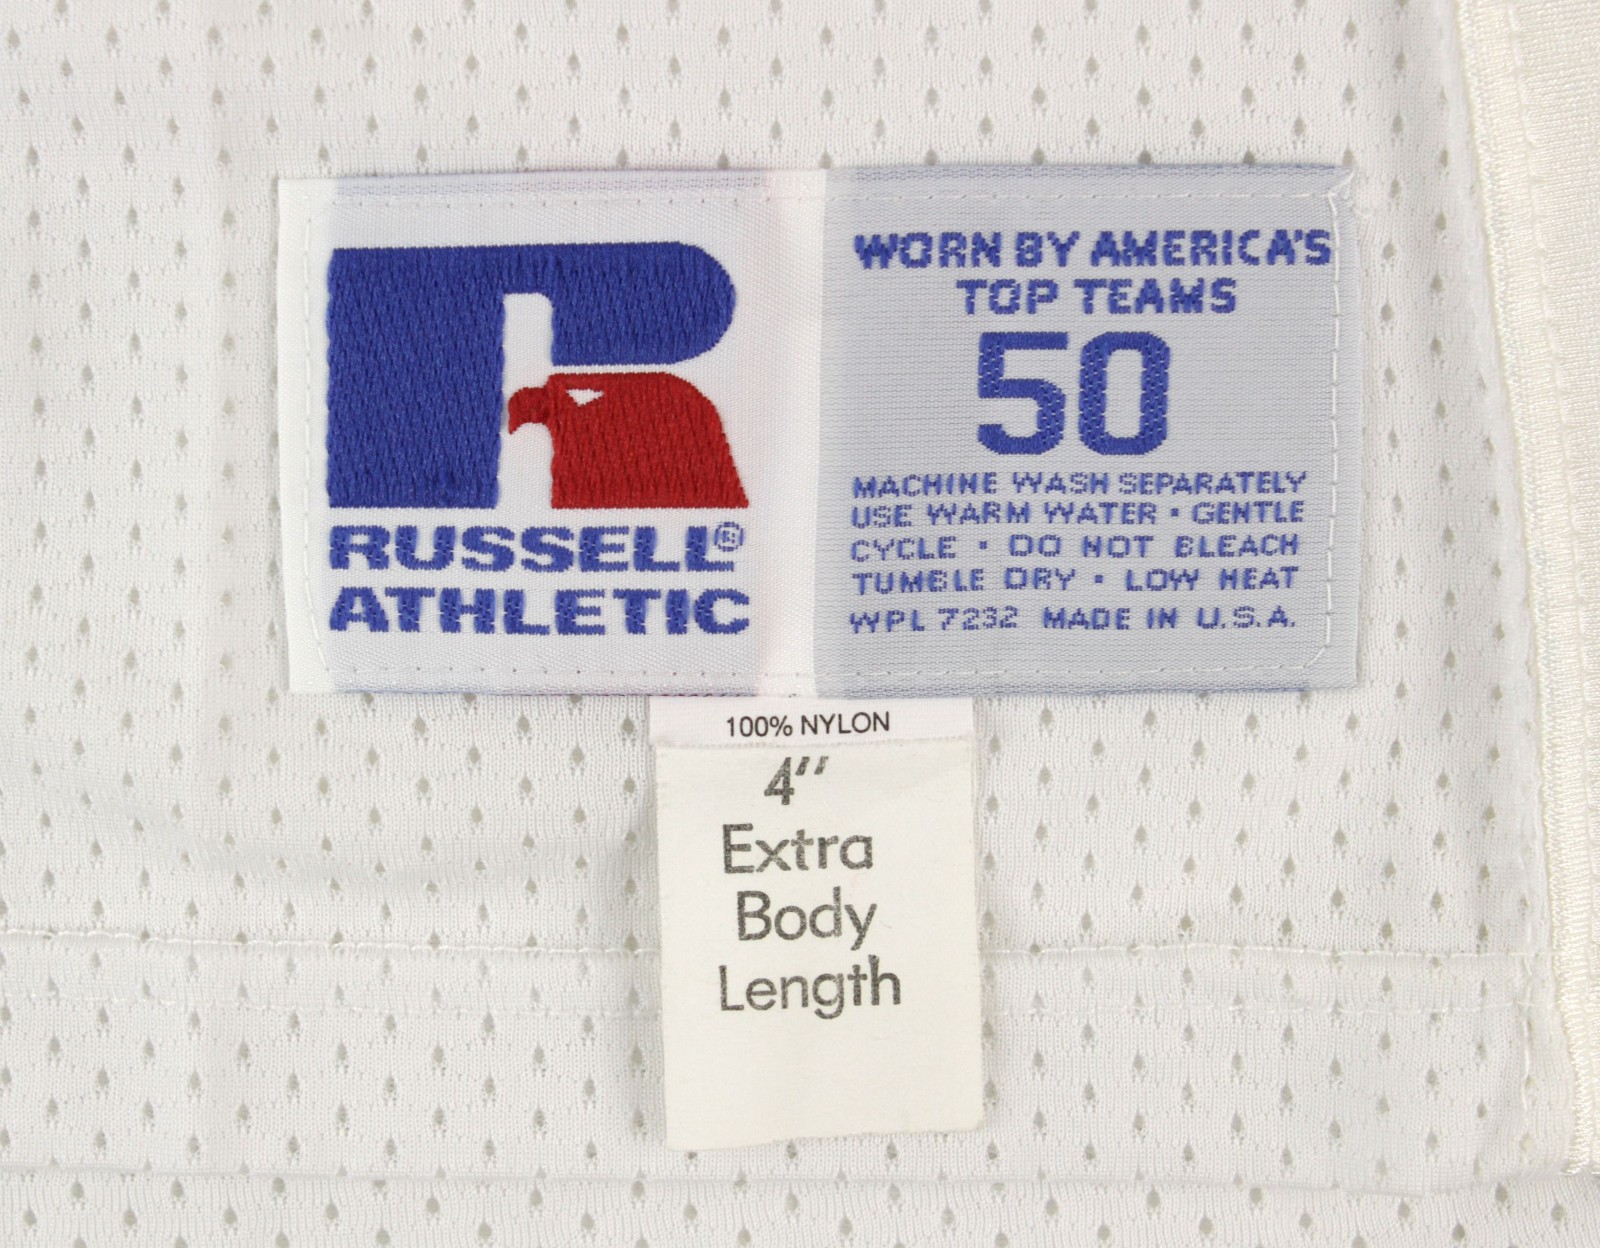 RUSSELL®
ATHLETIC
WORN BY AMERICA'S
TOP TEAMS
50
MACHINE WASH SEPARATELY
USE WARM WATER · GENTLE
CYCLE · DO NOT BLEACH
TUMBLE DRY · LOW HEAT
WPL 7232 MADE IN U.S.A.
100% NYLON
4"
Extra
Body
Length